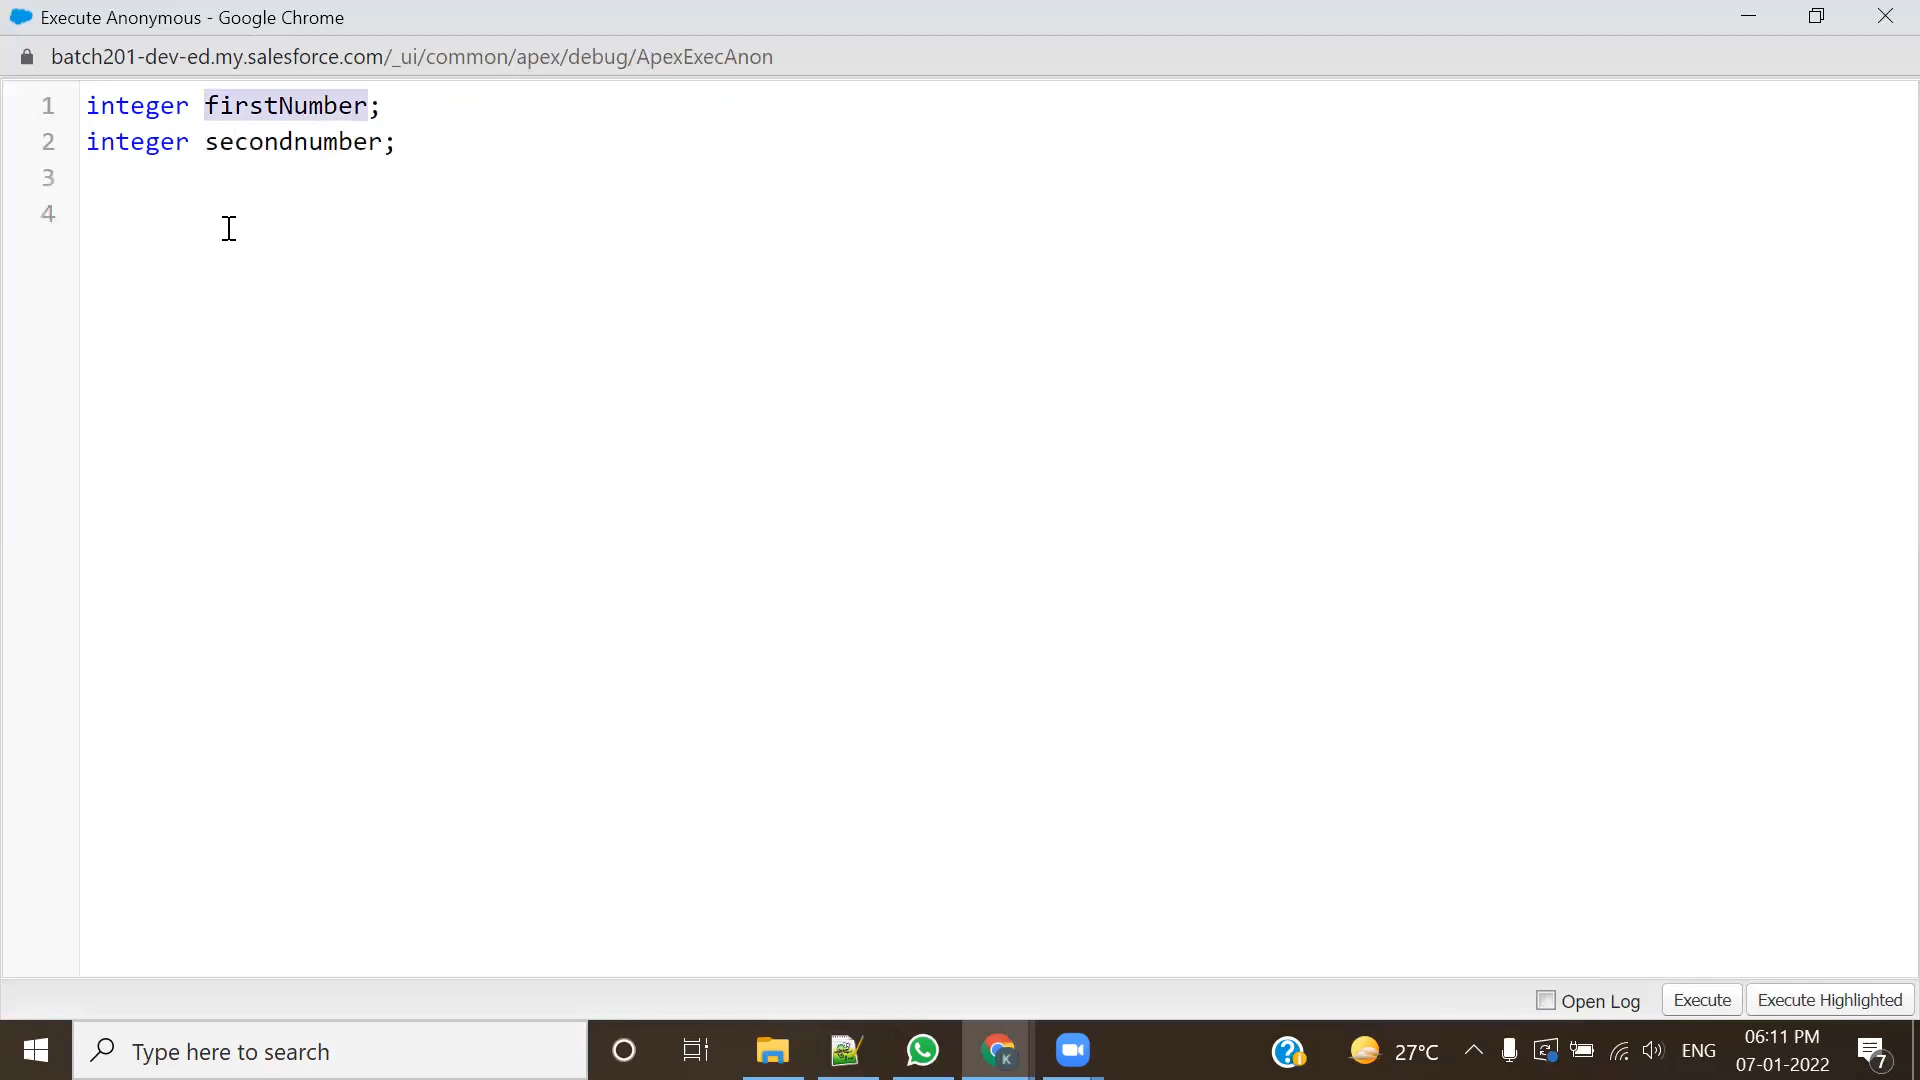 Execute Anonymous - Google Chrome
batch201-dev-ed.my.salesforce.com/_ui/common/apex/debug/ApexExecAnon
1 integer firstNumber;
2 integer secondnumber;
3
4
Open Log Execute Execute Highlighted
Type here to search K 27°C ENG 06:11 PM 07-01-2022 7